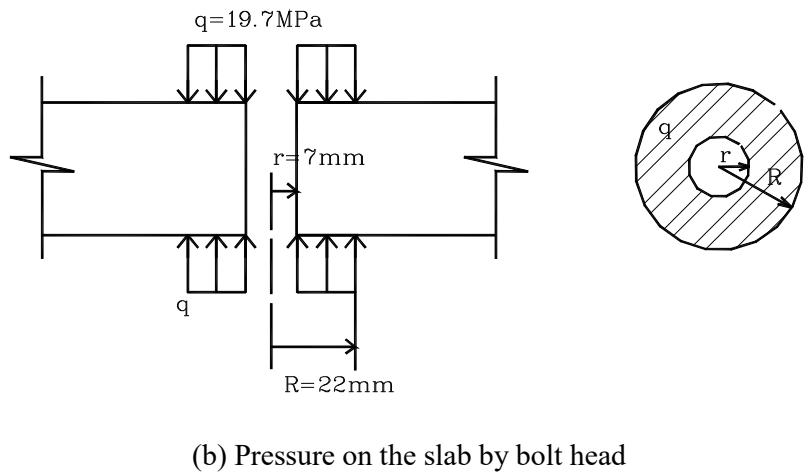 q=19.7MPa
r=7mm
q
R=22mm
q
r
R
(b) Pressure on the slab by bolt head